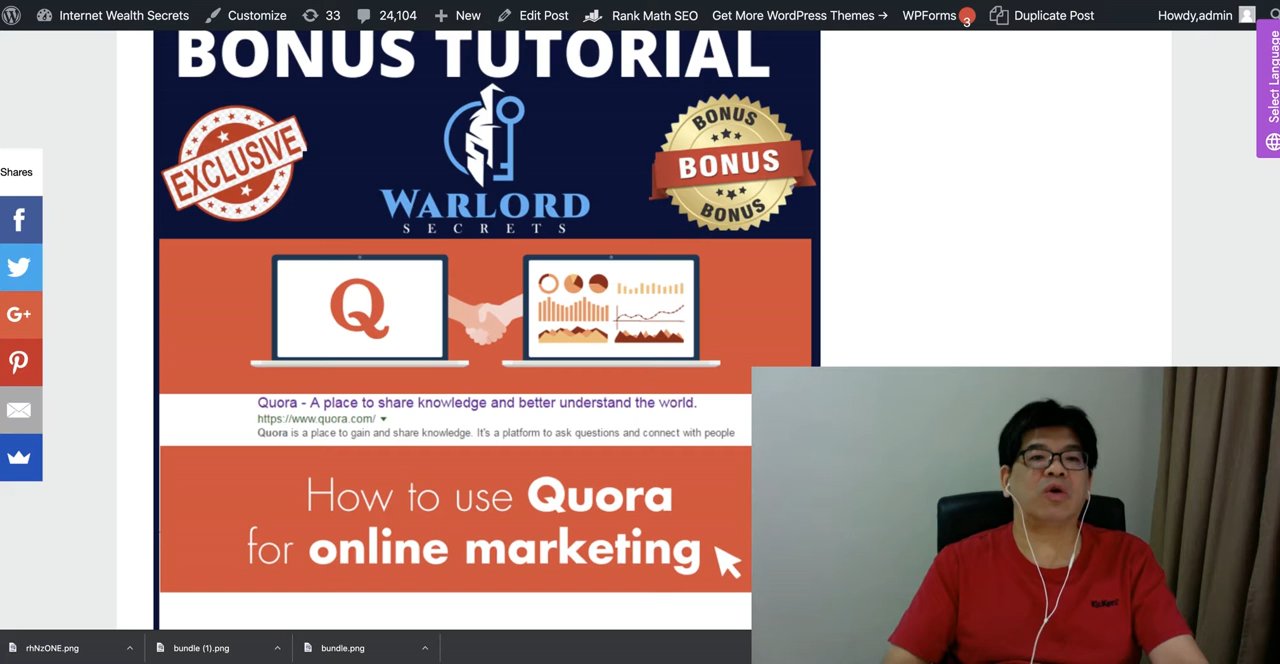 Internet Wealth Secrets Customize 33 24,104 New Edit Post Rank Math SEO Get More WordPress Themes → WPForms 3 Duplicate Post Howdy,admin
Select Language
BONUS TUTORIAL
EXCLUSIVE
BONUS
BONUS
BONUS
WARLORD
SECRETS
Shares
f
G+
Q
Quora - A place to share knowledge and better understand the world.
https://www.quora.com/
Quora is a place to gain and share knowledge. It's a platform to ask questions and connect with people
How to use Quora
for online marketing
rhNzONE.png bundle (1).png bundle.png